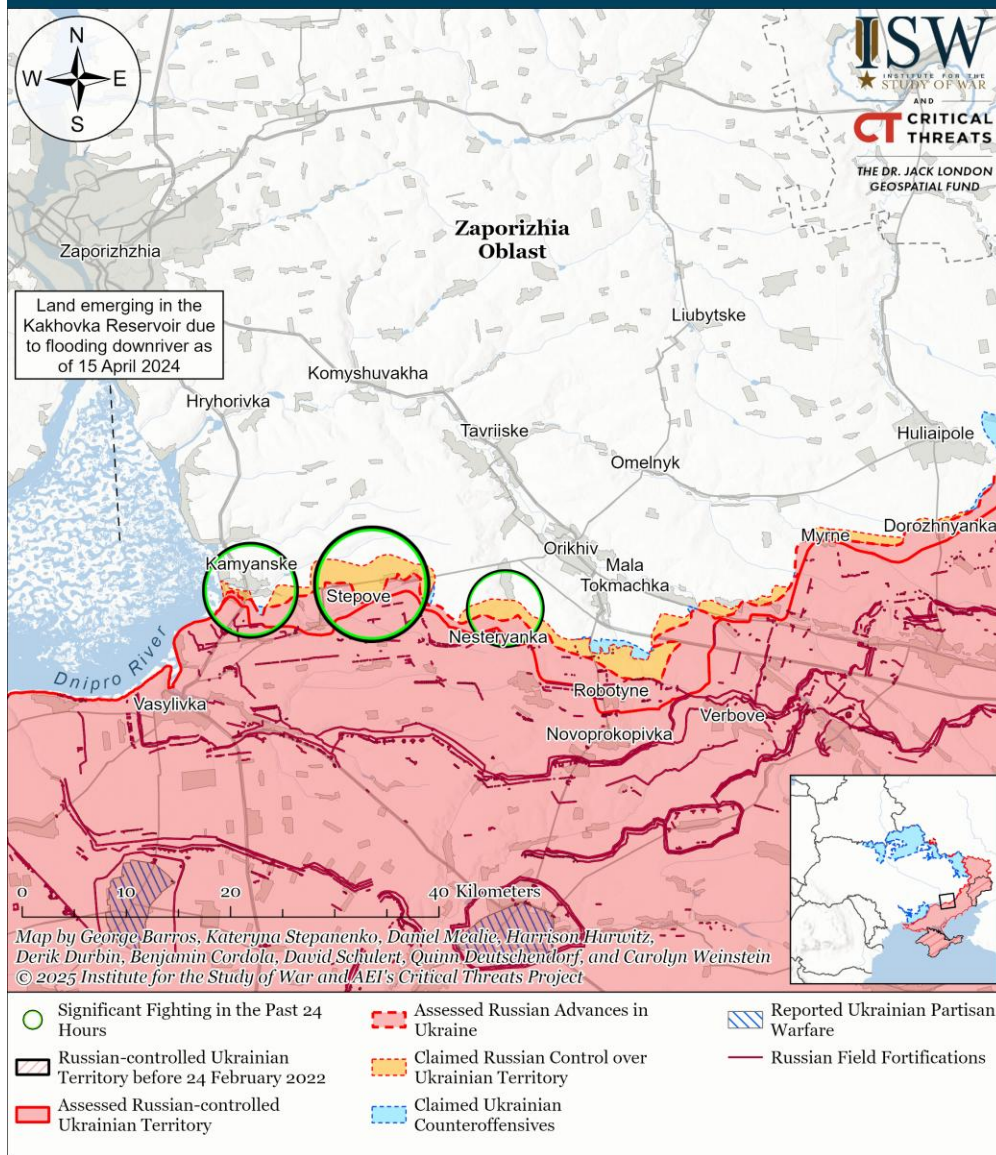 N
W
E
S
ISW
INSTITUTE FOR THE
STUDY OF WAR
AND
CT CRITICAL
THREATS
THE DR. JACK LONDON
GEOSPATIAL FUND
Zaporizhia
Oblast
Zaporizhzhia
Land emerging in the
Kakhovka Reservoir due
to flooding downriver as
of 15 April 2024
Liubytske
Komyshuvakha
Hryhorivka
Tavriiske
Huliaipole
Omelnyk
Dorozhnyanka
Myrne
Orikhiv
Kamyanske
Mala
Tokmachka
Stepove
Nesteryanka
Dnipro River
Robotyne
Vasylivka
Verbove
Novoprokopivka
0 10 20 40 Kilometers
Map by George Barros, Kateryna Stepanenko, Daniel Mealie, Harrison Hurwitz,
Derik Durbin, Benjamin Cordola, David Schulert, Quinn Deutschendorf, and Carolyn Weinstein
© 2025 Institute for the Study of War and AEI's Critical Threats Project
Significant Fighting in the Past 24
Hours
Russian-controlled Ukrainian
Territory before 24 February 2022
Assessed Russian-controlled
Ukrainian Territory
Assessed Russian Advances in
Ukraine
Claimed Russian Control over
Ukrainian Territory
Claimed Ukrainian
Counteroffensives
Reported Ukrainian Partisan
Warfare
Russian Field Fortifications